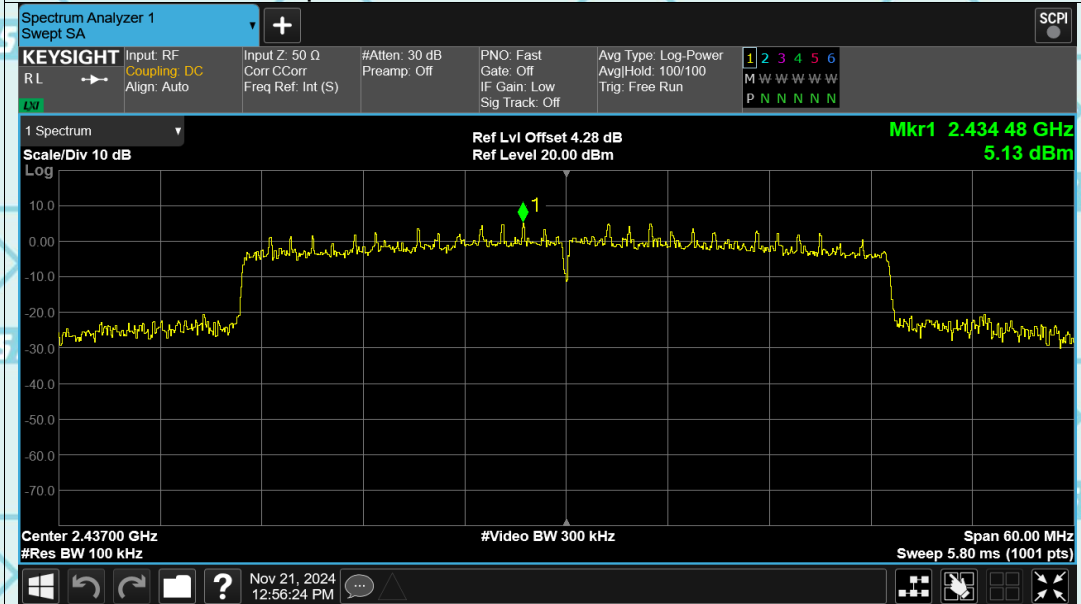 Spectrum Analyzer 1
Swept SA
+
SCPI
KEYSIGHT Input: RF Input Z: 50 Ω #Atten: 30 dB PNO: Fast Avg Type: Log-Power 1 2 3 4 5 6
R L Coupling: DC Corr CCorr Preamp: Off Gate: Off Avg|Hold: 100/100 M W W W W W
Align: Auto Freq Ref: Int (S) IF Gain: Low Trig: Free Run
LXI Sig Track: Off P N N N N N
1 Spectrum Ref Lvl Offset 4.28 dB Mkr1 2.434 48 GHz
Scale/Div 10 dB Ref Level 20.00 dBm 5.13 dBm
Log
10.0
1
0.00
-10.0
-20.0
-30.0
-40.0
-50.0
-60.0
-70.0
Center 2.43700 GHz #Video BW 300 kHz Span 60.00 MHz
#Res BW 100 kHz Sweep 5.80 ms (1001 pts)
? Nov 21, 2024
12:56:24 PM